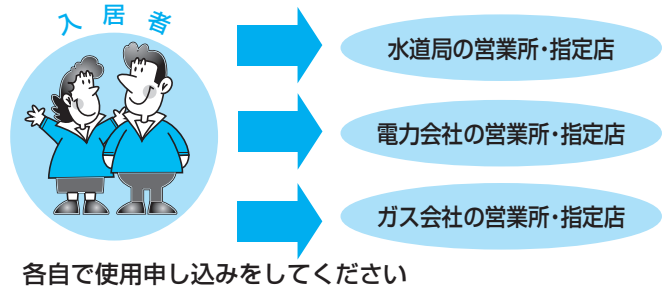 入居者
水道局の営業所・指定店
電力会社の営業所・指定店
ガス会社の営業所・指定店
各自で使用申し込みをしてください